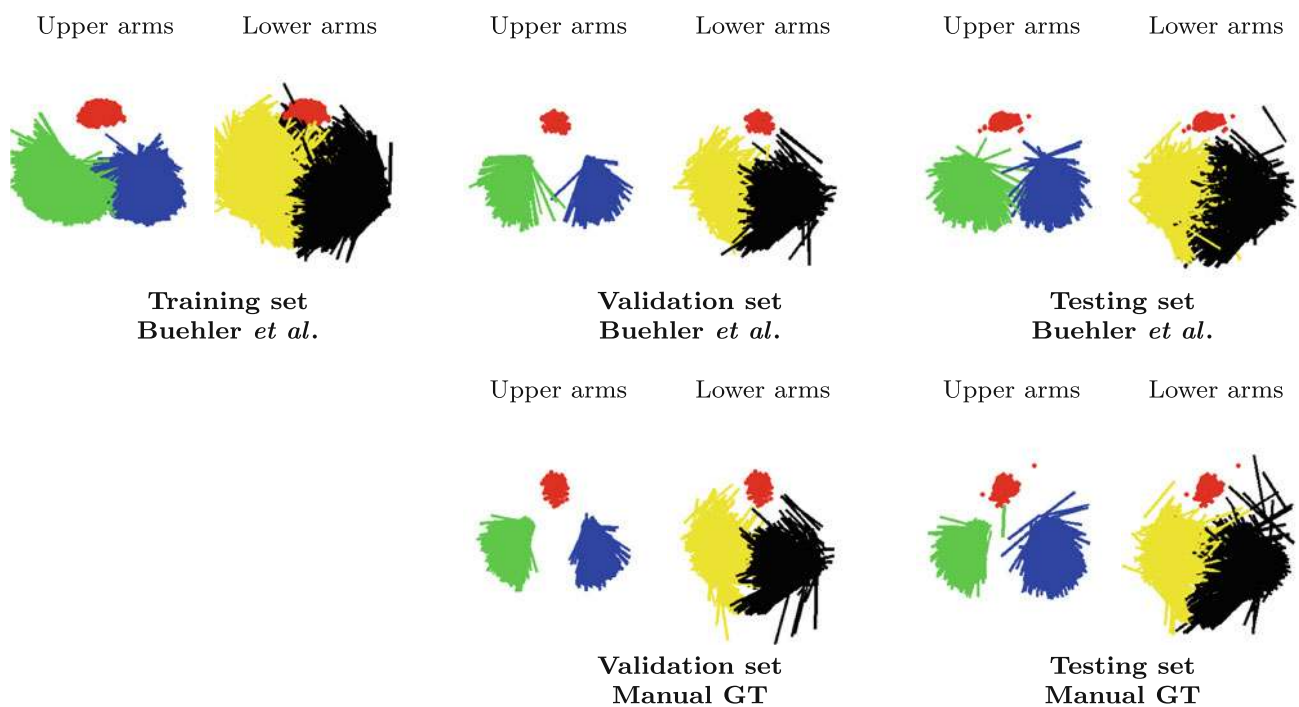 Upper arms Lower arms
Upper arms Lower arms
Upper arms Lower arms
Training set
Buehler et al.
Validation set
Buehler et al.
Testing set
Buehler et al.
Upper arms Lower arms
Upper arms Lower arms
Validation set
Manual GT
Testing set
Manual GT